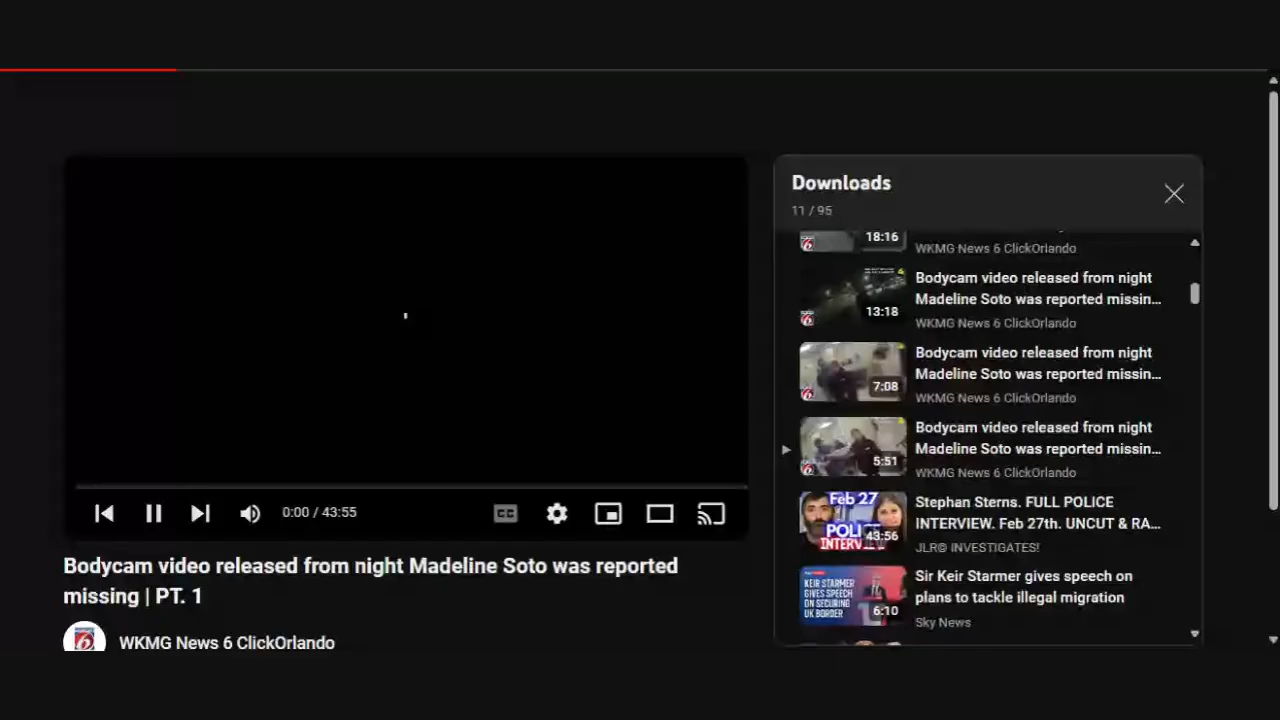 Downloads
11 / 95
18:16
WKMG News 6 ClickOrlando
Bodycam video released from night
Madeline Soto was reported missin...
13:18
WKMG News 6 ClickOrlando
Bodycam video released from night
Madeline Soto was reported missin...
7:08
WKMG News 6 ClickOrlando
Bodycam video released from night
Madeline Soto was reported missin...
5:51
WKMG News 6 ClickOrlando
Feb 27
POLI
INTERVIEW
43:56
Stephan Sterns. FULL POLICE
INTERVIEW. Feb 27th. UNCUT & RA...
JLR© INVESTIGATES!
KEIR STARMER
GIVES SPEECH
ON SECURING
UK BORDER
6:10
Sir Keir Starmer gives speech on
plans to tackle illegal migration
Sky News
0:00 / 43:55
CC
Bodycam video released from night Madeline Soto was reported
missing | PT. 1
6
WKMG News 6 ClickOrlando